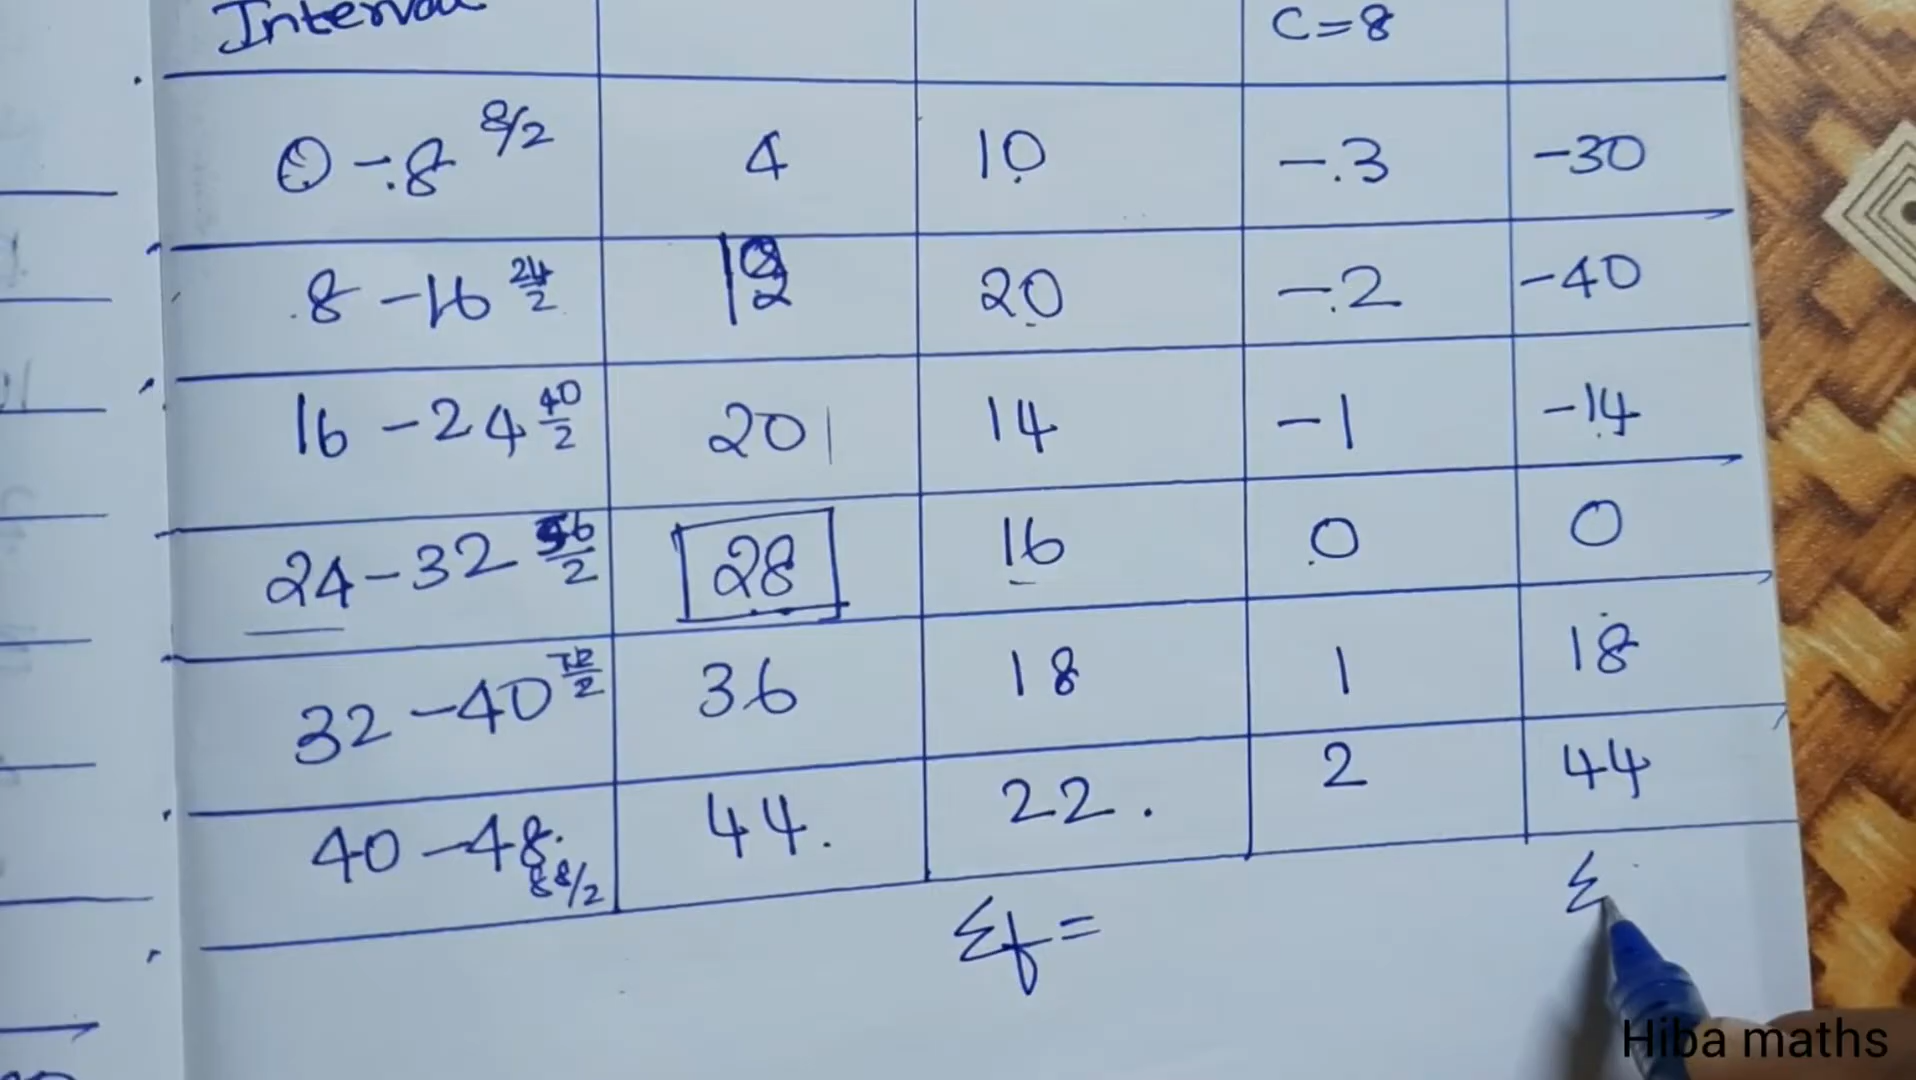 Interval C=8
0-8 8/2 4 10 -3 -30
8-16 24/2 12 20 -2 -40
16-24 40/2 20 14 -1 -14
24-32 56/2 28 16 0 0
32-40 72/2 36 18 1 18
40-48. 88/2 44. 22. 2 44
Σf= Σ
Hiba maths